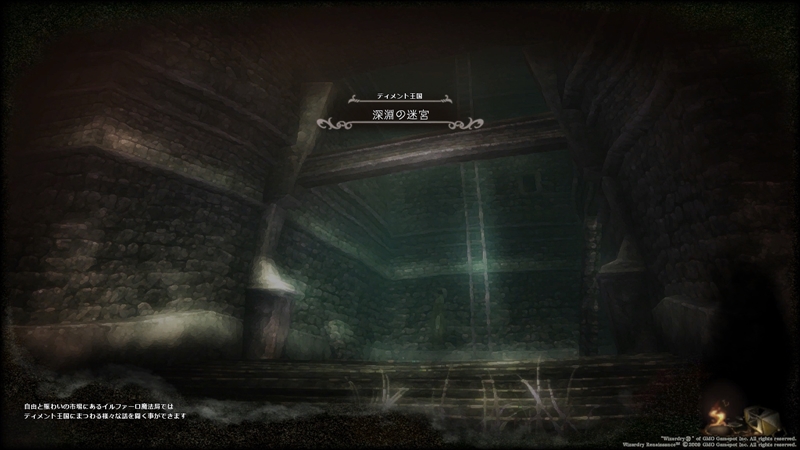 ディメント王国
深淵の迷宮
自由と賑わいの市場にあるイルファーロ魔法局では
ディメント王国にまつわる様々な話を聞く事ができます
"Wizardry®" of GMO Gamepot Inc. All rights reserved.
Wizardry Renaissance™ © 2009 GMO Gamepot Inc. All rights reserved.